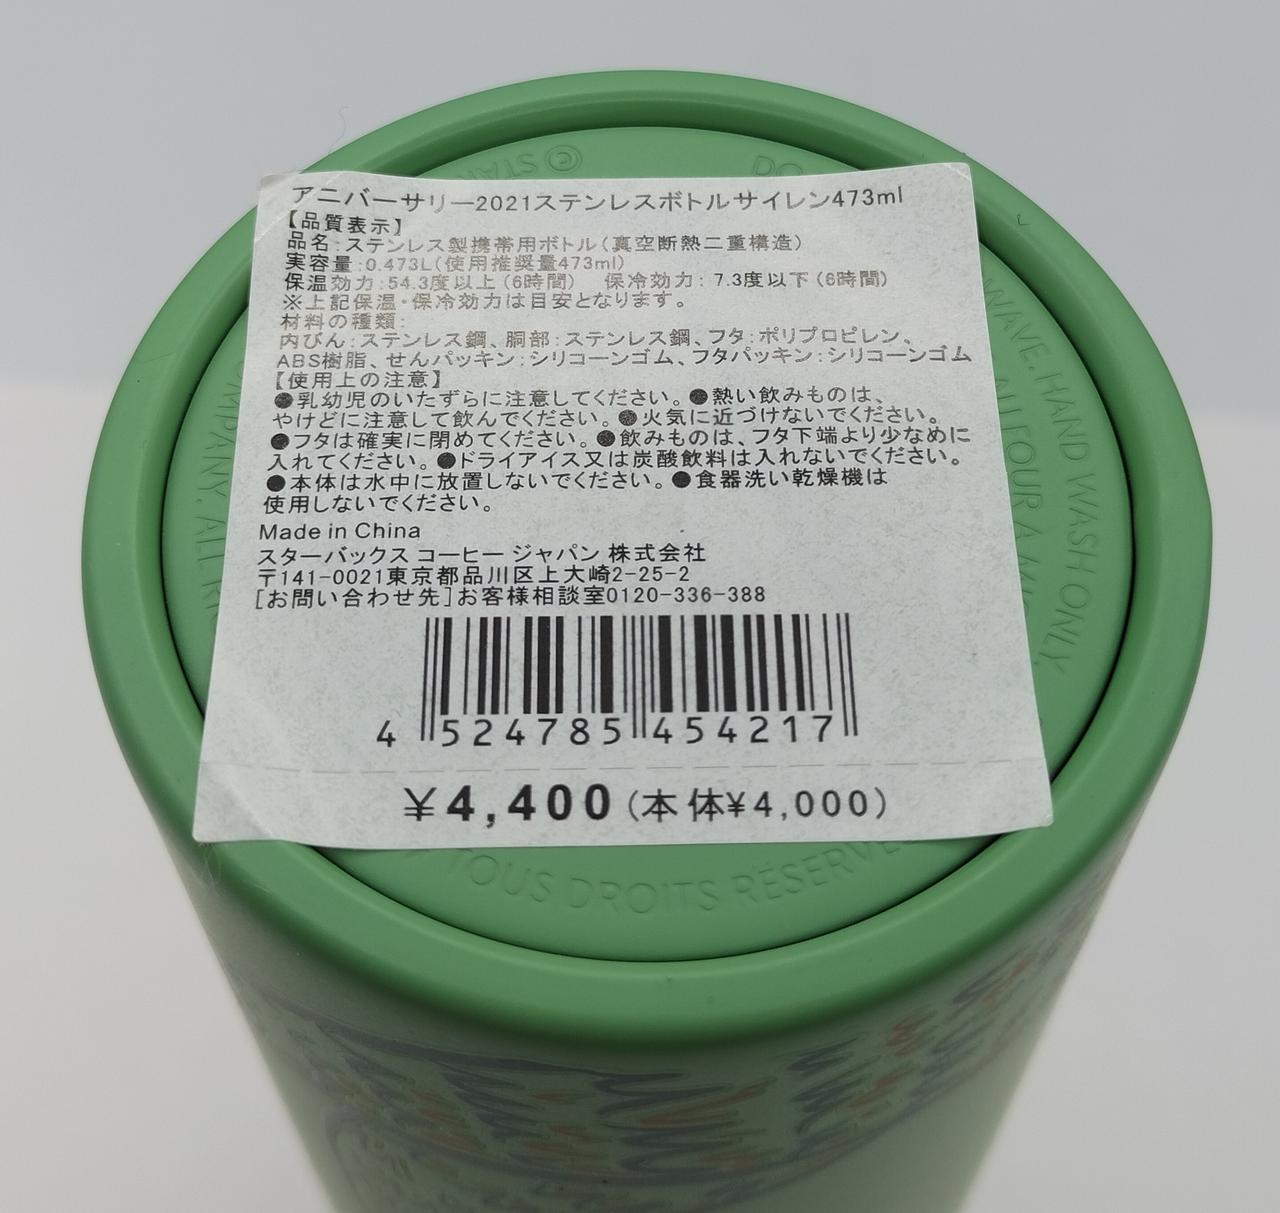 アニバーサリー2021ステンレスボトルサイレン473ml
【品質表示】
品名:ステンレス製携帯用ボトル(真空断熱二重構造)
実容量:0.473L(使用推奨量473ml)
保温効力:54.3度以上(6時間) 保冷効力:7.3度以下(6時間)
※上記保温・保冷効力は目安となります。
材料の種類:
内びん:ステンレス鋼、胴部:ステンレス鋼、フタ:ポリプロピレン、
ABS樹脂、せんパッキン:シリコーンゴム、フタパッキン:シリコーンゴム
【使用上の注意】
●乳幼児のいたずらに注意してください。●熱い飲みものは、
やけどに注意して飲んでください。●火気に近づけないでください。
●フタは確実に閉めてください。●飲みものは、フタ下端より少なめに
入れてください。●ドライアイス又は炭酸飲料は入れないでください。
●本体は水中に放置しないでください。●食器洗い乾燥機は
使用しないでください。
Made in China
スターバックス コーヒー ジャパン 株式会社
〒141-0021東京都品川区上大崎2-25-2
[お問い合わせ先]お客様相談室0120-336-388
4 524785 454217
¥4,400(本体¥4,000)
WAVE. HAND WASH ONLY.
TOUS DROITS